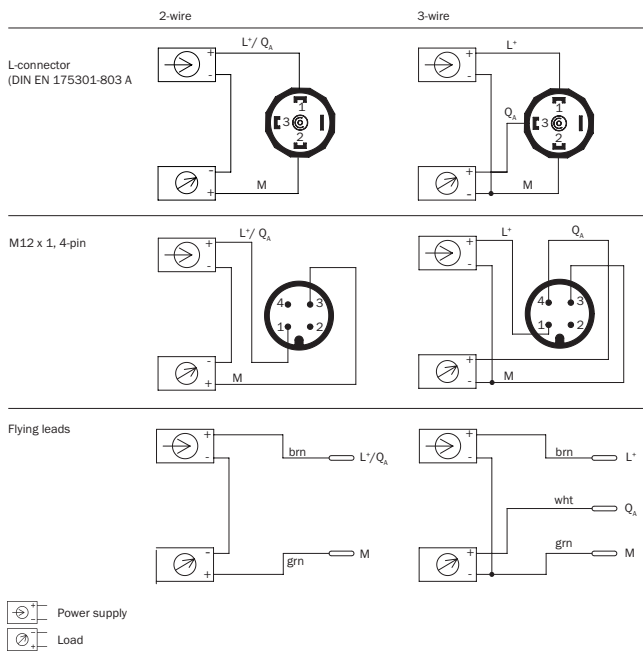 2-wire 3-wire
L-connector
(DIN EN 175301-803 A
+ L⁺/ Q_A
-
1
3
2
-
+ M
+ L⁺
-
Q_A
1
3
2
+
- M
M12 x 1, 4-pin
+ L⁺/ Q_A
-
4 3
1 2
-
+ M
+ L⁺ Q_A
-
4 3
1 2
+
- M
Flying leads
+ brn L⁺/Q_A
-
-
+ grn M
+ brn L⁺
-
wht Q_A
+
- grn M
+
- Power supply
-
+ Load